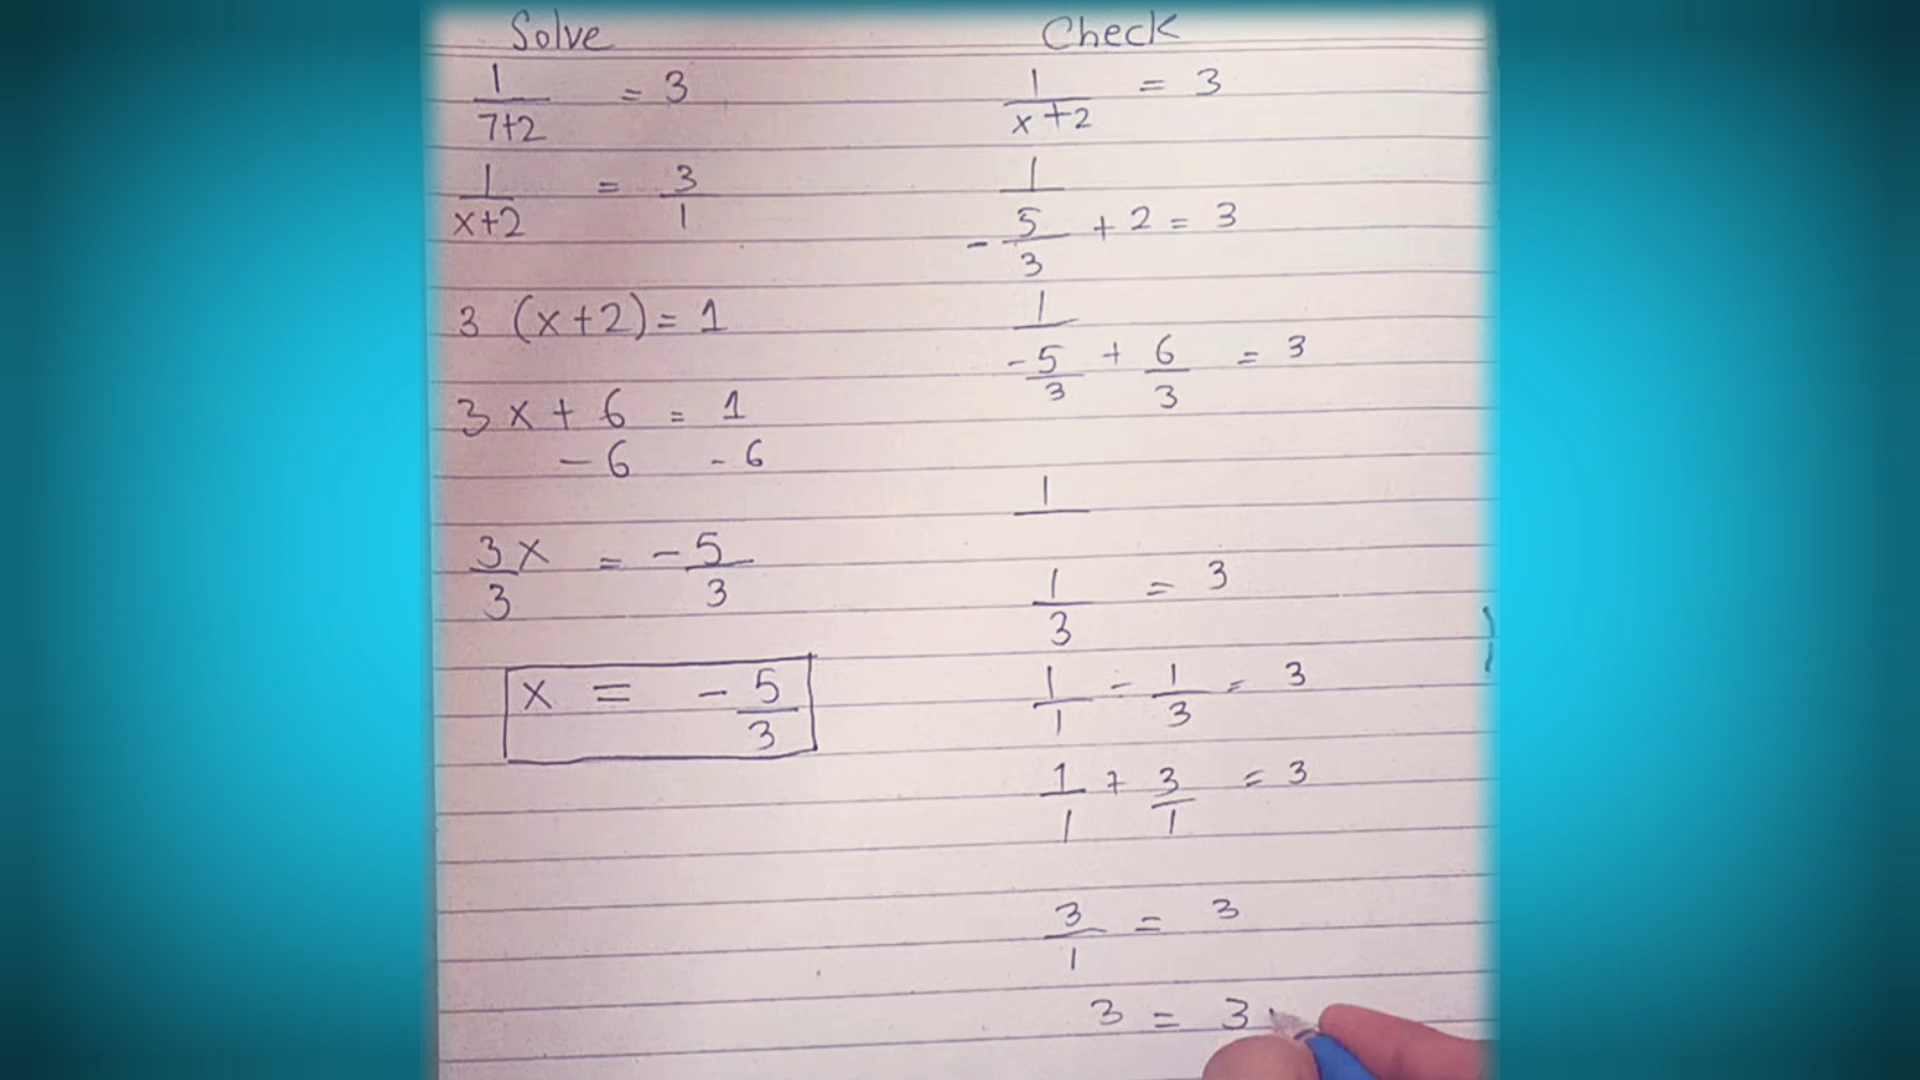 Solve
1/7+2 = 3
1/x+2 = 3/1
3 (x+2) = 1
3x + 6 = 1
- 6 - 6
3x/3 = - 5/3
x = - 5/3
Check
1/x+2 = 3
1/- 5/3 + 2 = 3
1/-5/3 + 6/3 = 3
1
1/3 = 3
1/1 ÷ 1/3 = 3
1/1 + 3/1 = 3
3/1 = 3
3 = 3